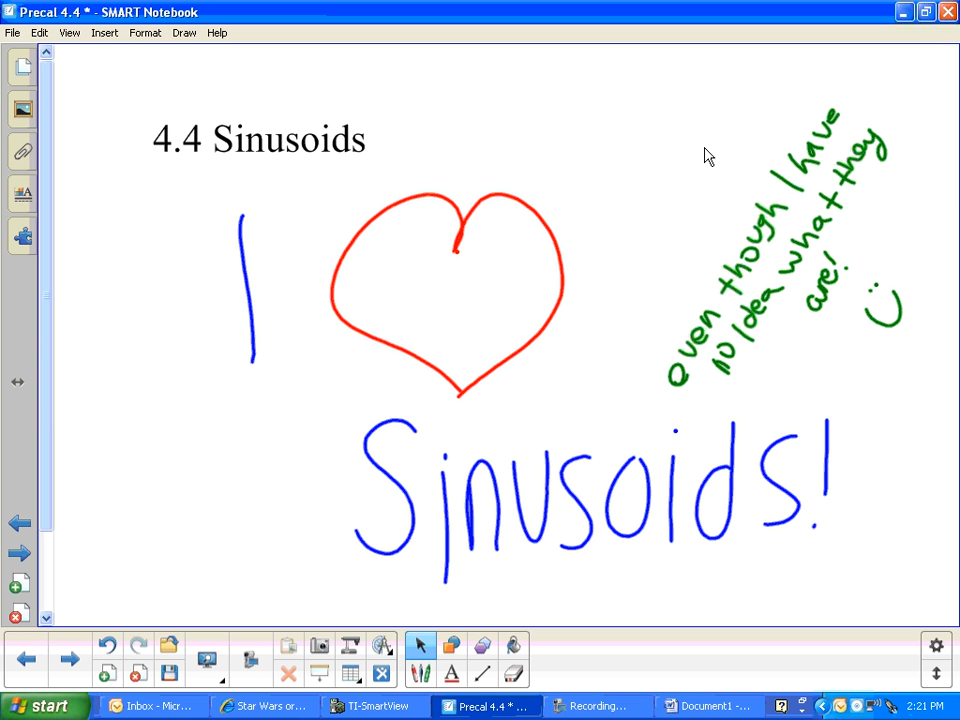 Precal 4.4 * - SMART Notebook
File Edit View Insert Format Draw Help
4.4 Sinusoids
I
Sinusoids!
even though I have
no Idea what they
are!
start
Inbox - Micr...
Star Wars or...
TI-SmartView
Precal 4.4 * ...
Recording...
Document1 -...
2:21 PM